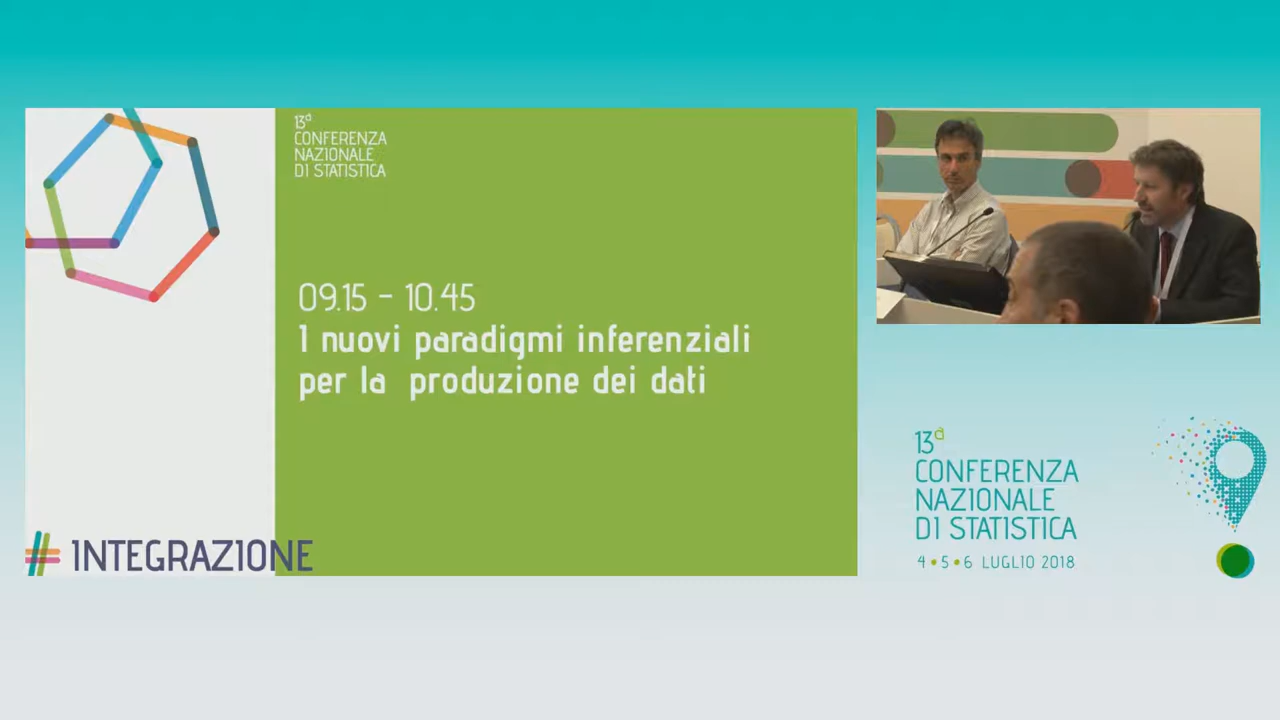 13ª
CONFERENZA
NAZIONALE
DI STATISTICA
09.15 - 10.45
I nuovi paradigmi inferenziali
per la produzione dei dati
# INTEGRAZIONE
13ª
CONFERENZA
NAZIONALE
DI STATISTICA
4 • 5 • 6 LUGLIO 2018